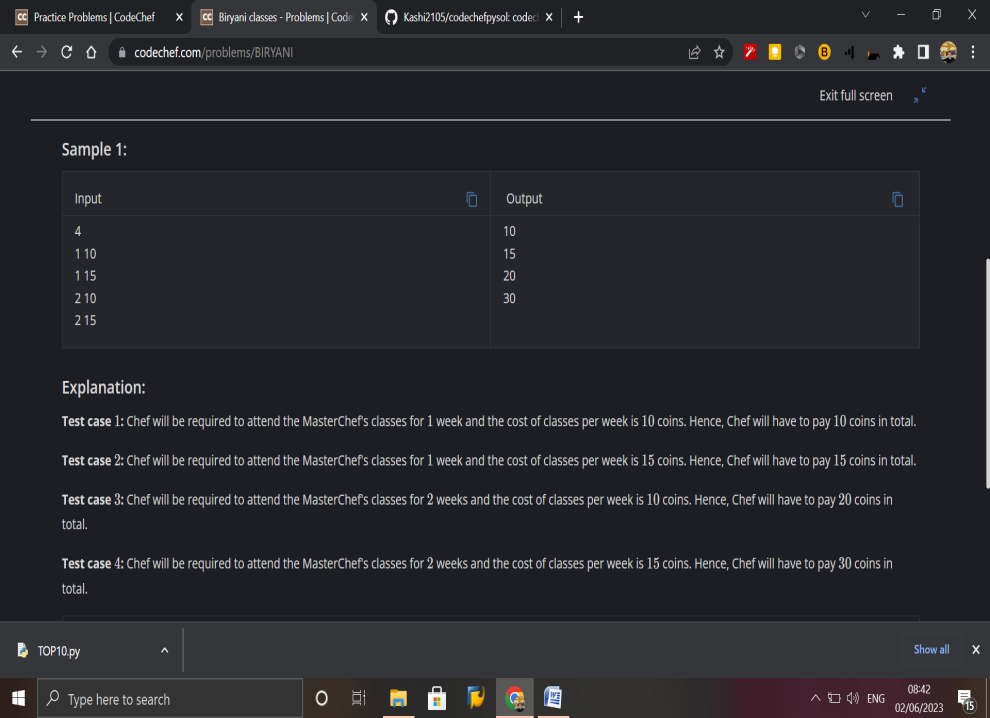 Practice Problems | CodeChef
Biryani classes - Problems | Code
Kashi2105/codechefpysol: codech
codechef.com/problems/BIRYANI
Exit full screen
Sample 1:
Input
Output
4
10
1 10
15
1 15
20
2 10
30
2 15
Explanation:
Test case 1: Chef will be required to attend the MasterChef's classes for 1 week and the cost of classes per week is 10 coins. Hence, Chef will have to pay 10 coins in total.
Test case 2: Chef will be required to attend the MasterChef's classes for 1 week and the cost of classes per week is 15 coins. Hence, Chef will have to pay 15 coins in total.
Test case 3: Chef will be required to attend the MasterChef's classes for 2 weeks and the cost of classes per week is 10 coins. Hence, Chef will have to pay 20 coins in
total.
Test case 4: Chef will be required to attend the MasterChef's classes for 2 weeks and the cost of classes per week is 15 coins. Hence, Chef will have to pay 30 coins in
total.
TOP10.py
Show all
Type here to search
ENG
08:42
02/06/2023
15